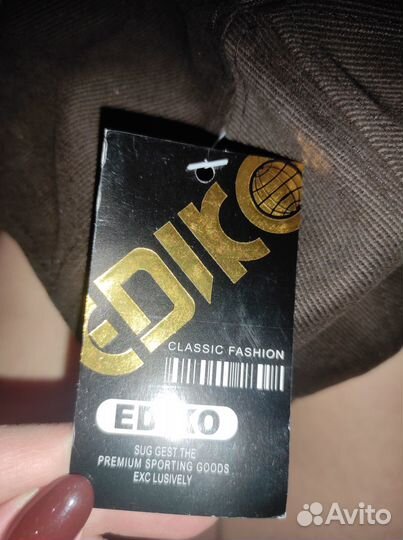 EDIKO
CLASSIC FASHION
EDIKO
SUG GEST THE
PREMIUM SPORTING GOODS
EXC LUSIVELY
Avito